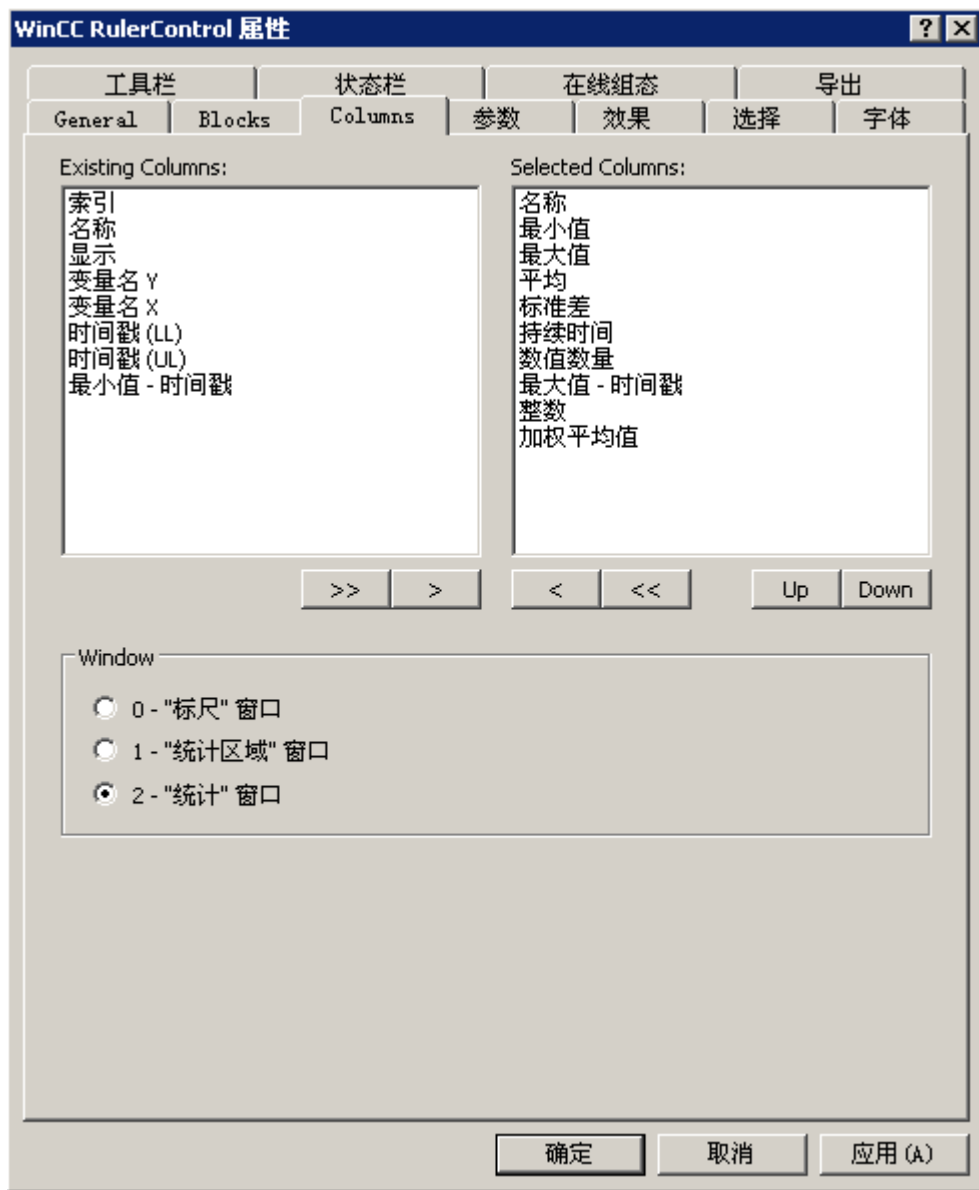 WinCC RulerControl 属性
工具栏 状态栏 在线组态 导出
General Blocks Columns 参数 效果 选择 字体
Existing Columns:
索引
名称
显示
变量名 Y
变量名 X
时间戳 (LL)
时间戳 (UL)
最小值 - 时间戳
Selected Columns:
名称
最小值
最大值
平均
标准差
持续时间
数值数量
最大值 - 时间戳
整数
加权平均值
>> > < << Up Down
Window
0 - "标尺" 窗口
1 - "统计区域" 窗口
2 - "统计" 窗口
确定 取消 应用 (A)